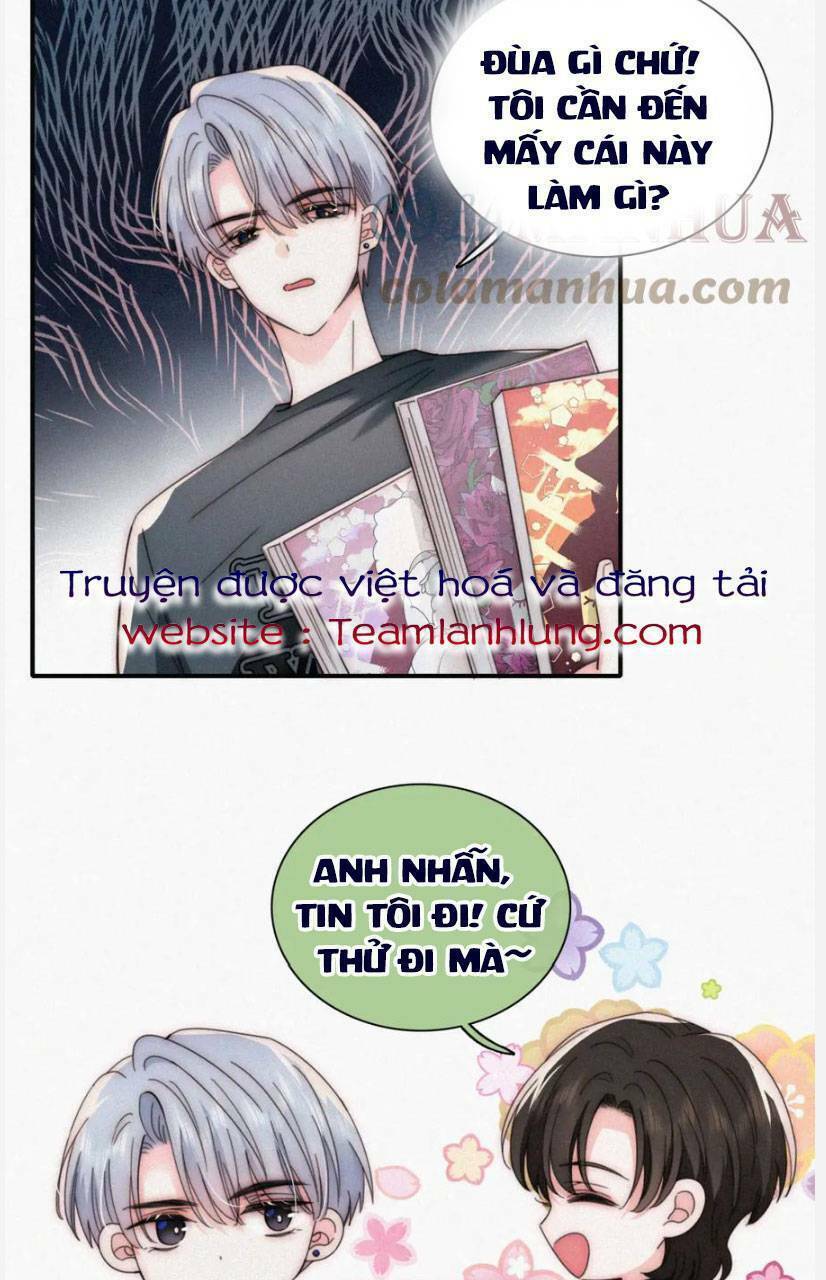 ĐÙA GÌ CHỨ!
TÔI CẦN ĐẾN
MẤY CÁI NÀY
LÀM GÌ?
colamanhua.com
Truyện được việt hoá và đăng tải
website : Teamlanhlung.com
ANH NHẪN,
TIN TÔI ĐI! CỨ
THỬ ĐI MÀ~